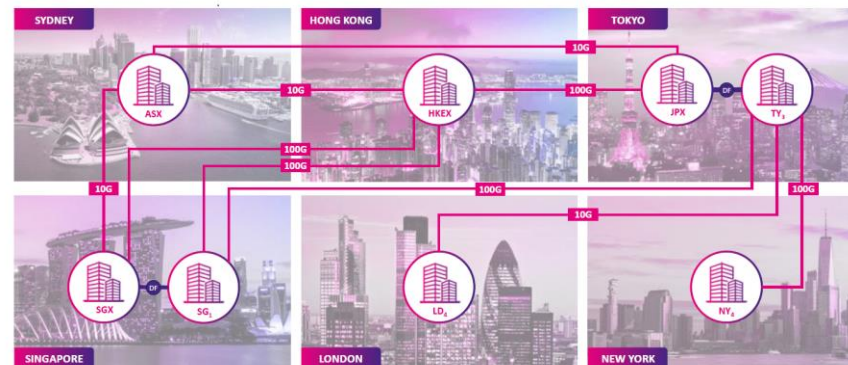 SYDNEY
HONG KONG
TOKYO
10G
ASX
10G
HKEX
100G
JPX
DF
TY3
100G
100G
10G
100G
100G
10G
SGX
DF
SG1
LD4
NY4
SINGAPORE
LONDON
NEW YORK